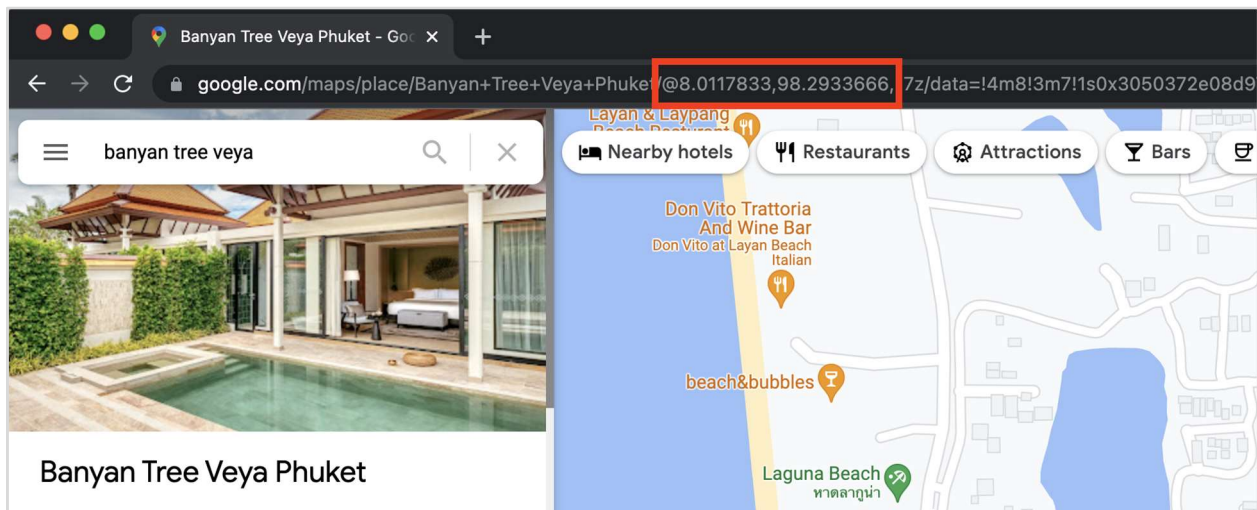 Banyan Tree Veya Phuket - Goo
google.com/maps/place/Banyan+Tree+Veya+Phuket/@8.0117833,98.2933666,17z/data=!4m8!3m7!1s0x3050372e08d9
banyan tree veya
Layan & Laypang
Beach Restaurant
Nearby hotels
Restaurants
Attractions
Bars
Don Vito Trattoria
And Wine Bar
Don Vito at Layan Beach
Italian
beach&bubbles
Laguna Beach
หาดลากูน่า
Banyan Tree Veya Phuket